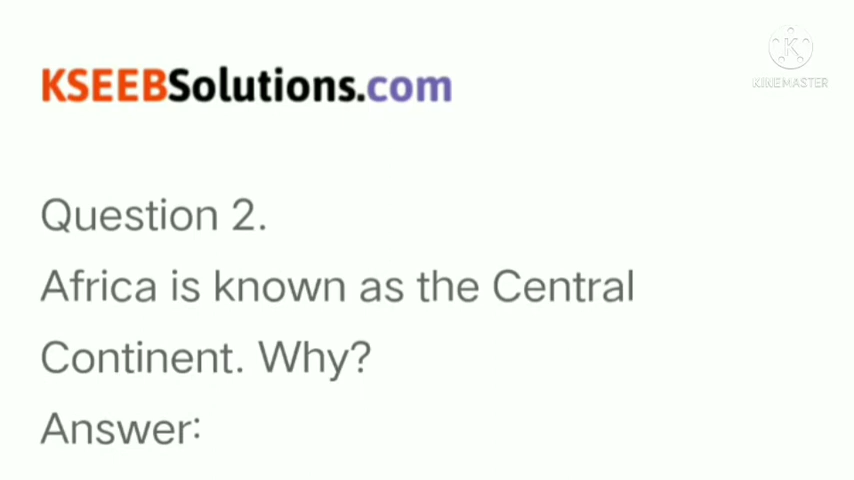 KSEEBSolutions.com
KINEMASTER
Question 2.
Africa is known as the Central
Continent. Why?
Answer: